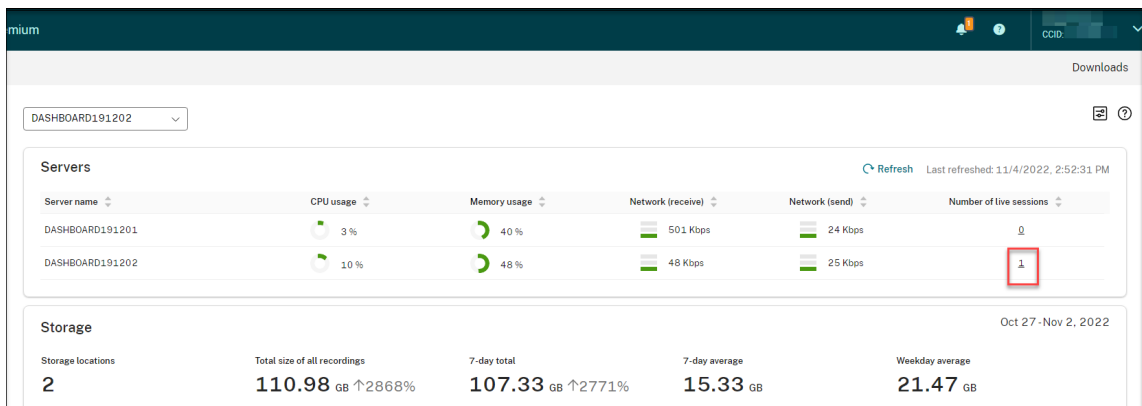 mium 1 ? CCID:
Downloads
DASHBOARD191202 ?
Servers Refresh Last refreshed: 11/4/2022, 2:52:31 PM
Server name CPU usage Memory usage Network (receive) Network (send) Number of live sessions
DASHBOARD191201 3 % 40 % 501 Kbps 24 Kbps 0
DASHBOARD191202 10 % 48 % 48 Kbps 25 Kbps 1
Storage Oct 27 - Nov 2, 2022
Storage locations Total size of all recordings 7-day total 7-day average Weekday average
2 110.98 GB ↑2868% 107.33 GB ↑2771% 15.33 GB 21.47 GB